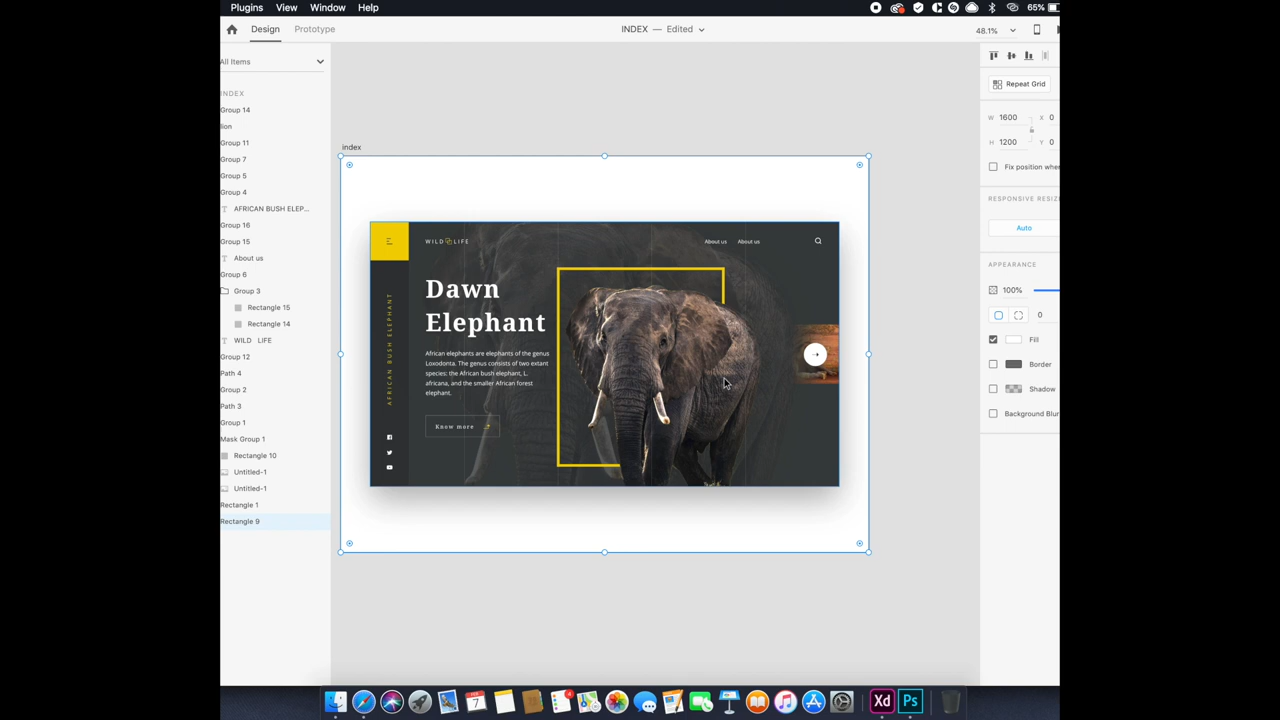 Plugins View Window Help 65%
Design Prototype INDEX — Edited 48.1%
All Items
INDEX
Group 14
lion
Group 11
Group 7
Group 5
Group 4
AFRICAN BUSH ELEP...
Group 16
Group 15
About us
Group 6
Group 3
Rectangle 15
Rectangle 14
WILD LIFE
Group 12
Path 4
Group 2
Path 3
Group 1
Mask Group 1
Rectangle 10
Untitled-1
Untitled-1
Rectangle 1
Rectangle 9
index
WILD LIFE
About us About us
AFRICAN BUSH ELEPHANT
Dawn
Elephant
African elephants are elephants of the genus
Loxodonta. The genus consists of two extant
species: the African bush elephant, L.
africana, and the smaller African forest
elephant.
Know more
Repeat Grid
W 1600 X 0
H 1200 Y 0
Fix position whe
RESPONSIVE RESIZ
Auto
APPEARANCE
100%
0
Fill
Border
Shadow
Background Blur
FEB
7
4
Xd Ps